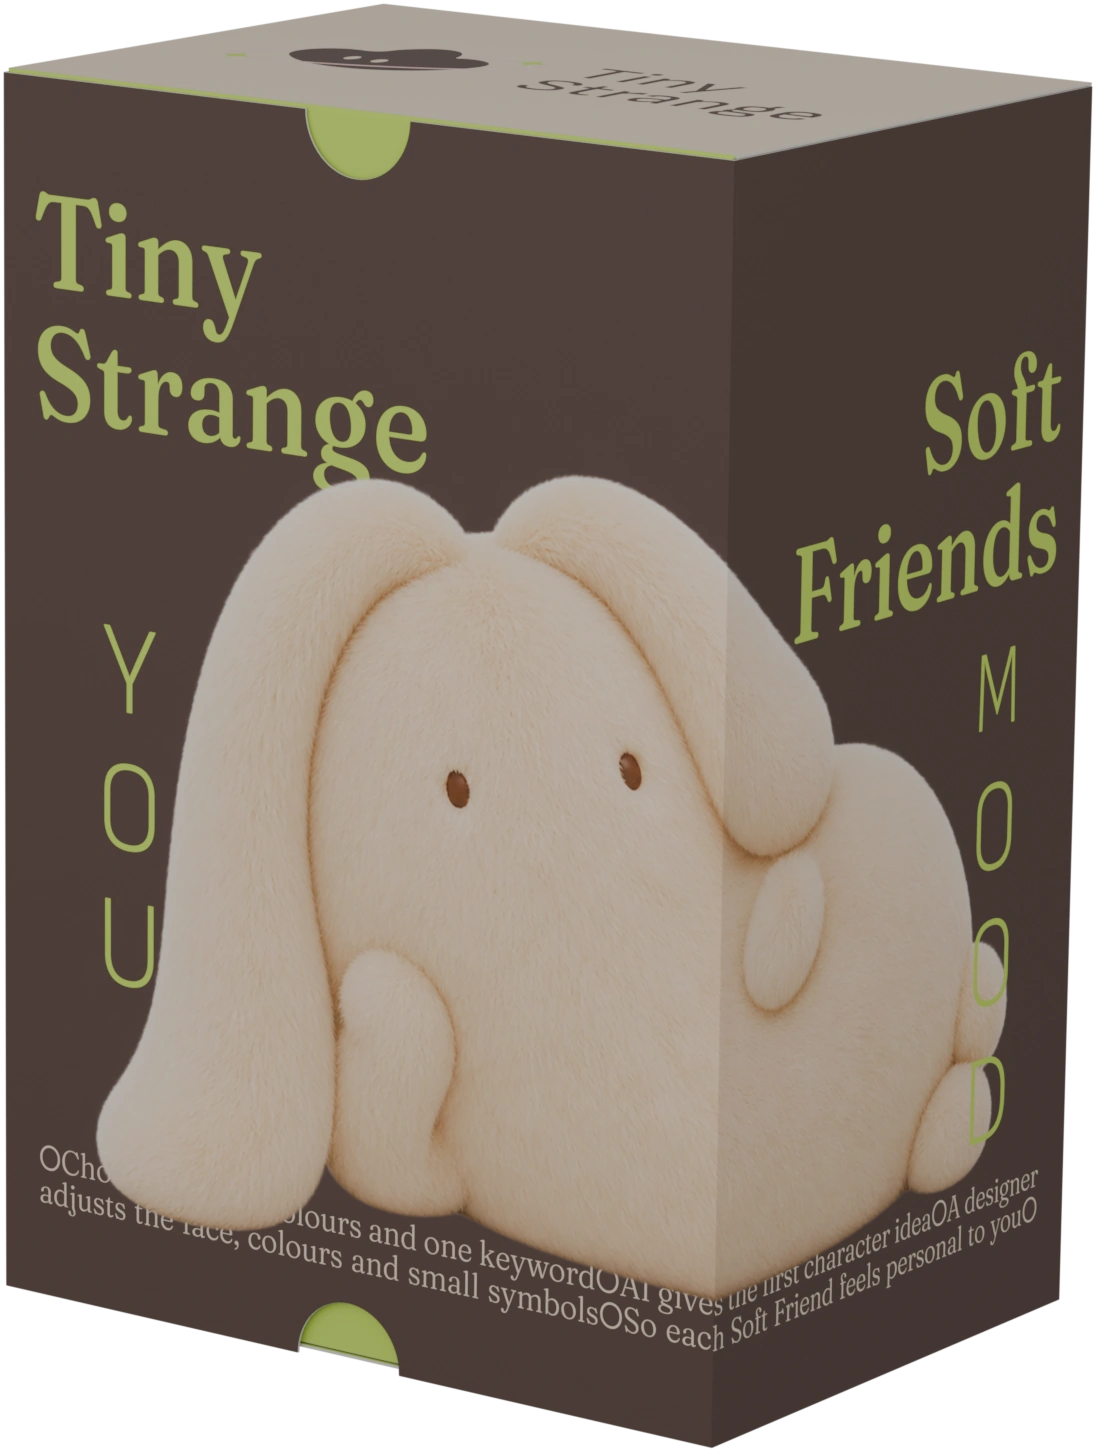 Tiny
Strange
Tiny
Strange
Soft
Friends
YOU
MOOD
OCho
olours and one keywordOAI gives the first character ideaOA designer
adjusts the face, colours and small symbolsOSo each Soft Friend feels personal to youO